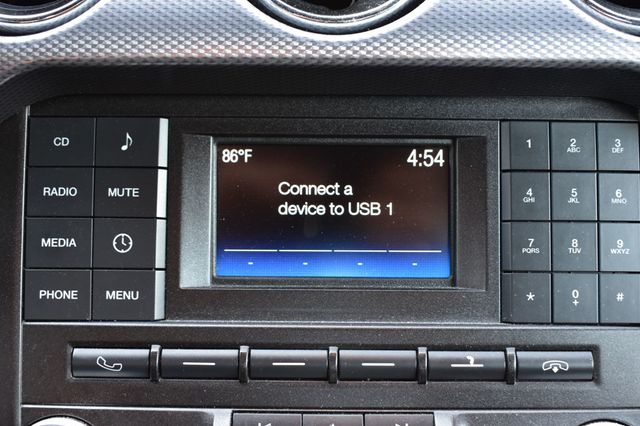 CD
RADIO MUTE
MEDIA
PHONE MENU
86°F 4:54
Connect a
device to USB 1
1 2 ABC 3 DEF
4 GHI 5 JKL 6 MNO
7 PQRS 8 TUV 9 WXYZ
* 0 + #